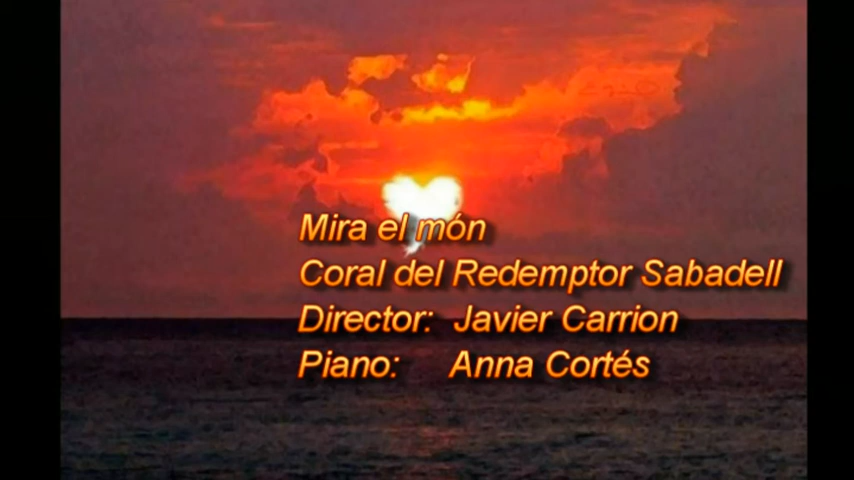 Mira el món
Coral del Redemptor Sabadell
Director: Javier Carrion
Piano: Anna Cortés